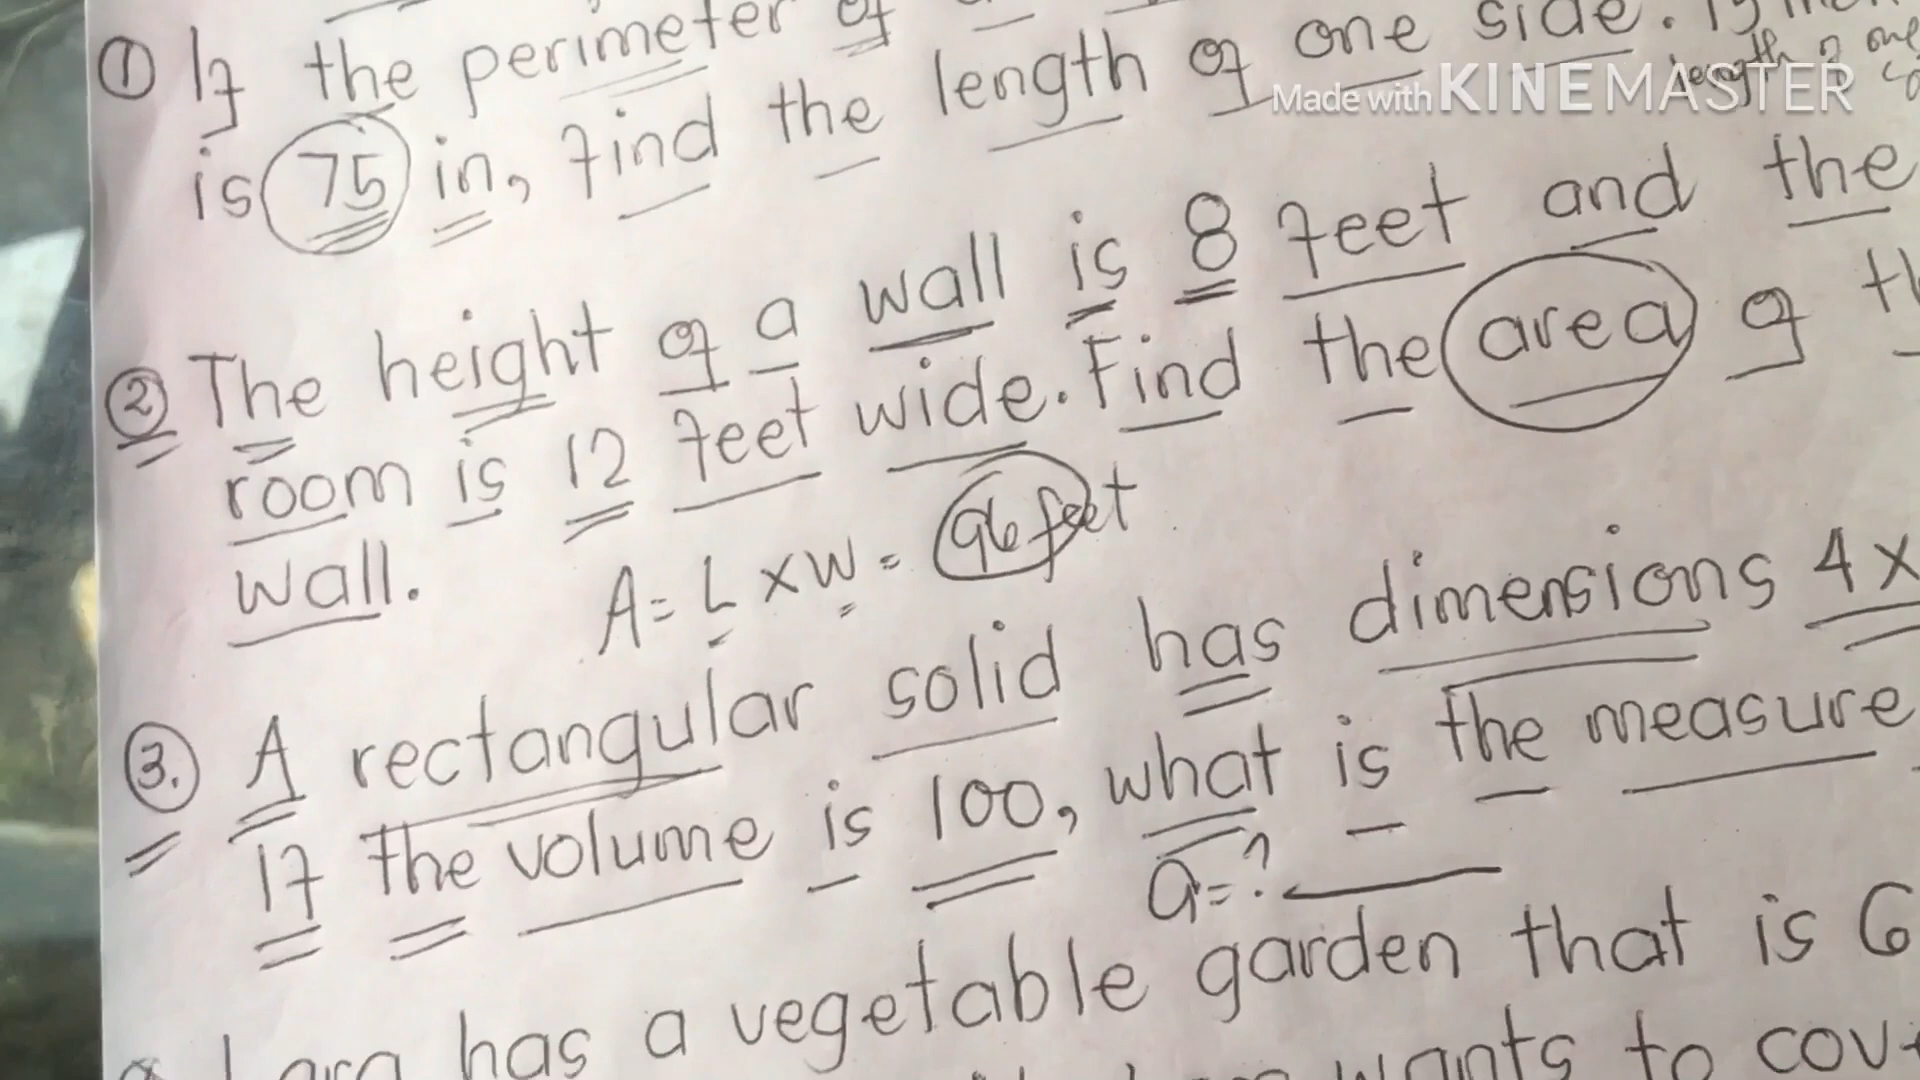 ① If the perimeter of
is 75 in, find the length of one side.
length of one
Made with KINEMASTER
② The height of a wall is 8 feet and the
room is 12 feet wide. Find the area of
wall.
A = L x W = 96 feet
③. A rectangular solid has dimensions 4 x
If the volume is 100, what is the measure
a = ?
has a vegetable garden that is 6
wants to